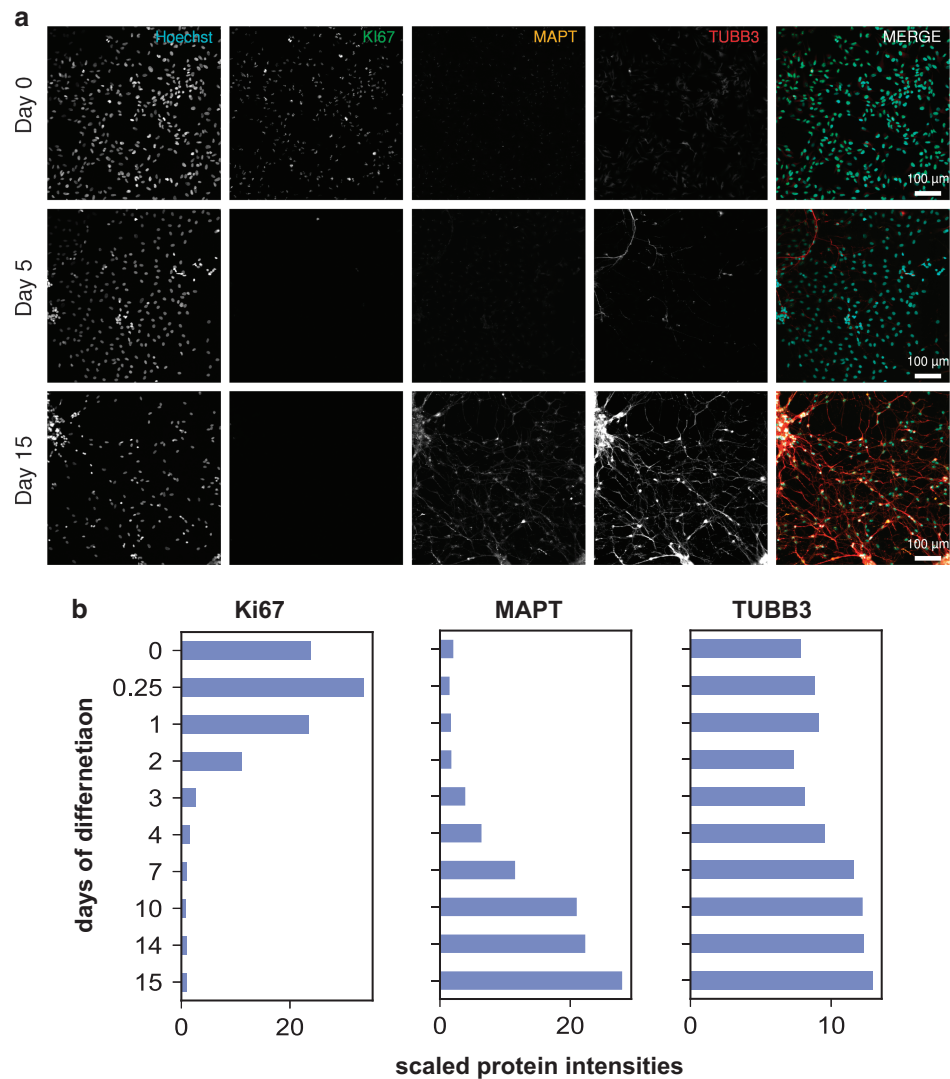 a
Hoechst KI67 MAPT TUBB3 MERGE
Day 0
100 µm
Day 5
100 µm
Day 15
100 µm
b
Ki67 MAPT TUBB3
0
0.25
1
2
3
4
7
10
14
15
days of differnetiaon
0 20 0 20 0 10
scaled protein intensities